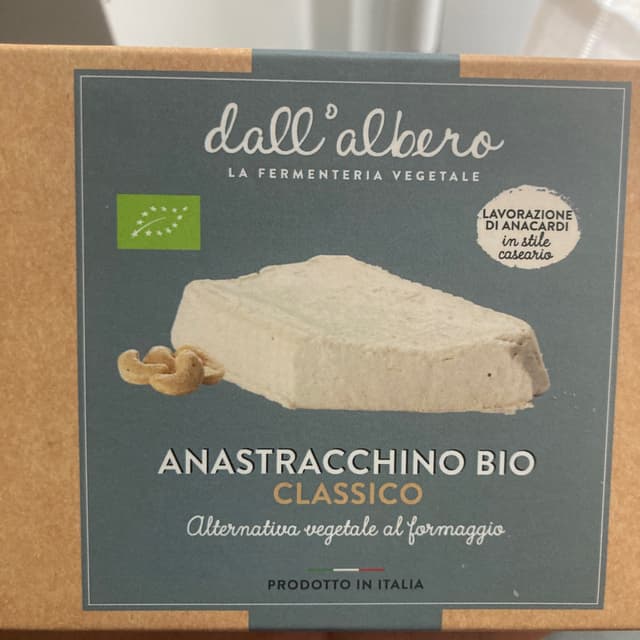 dall'albero
LA FERMENTERIA VEGETALE
LAVORAZIONE
DI ANACARDI
in stile
caseario
ANASTRACCHINO BIO
CLASSICO
Alternativa vegetale al formaggio
PRODOTTO IN ITALIA